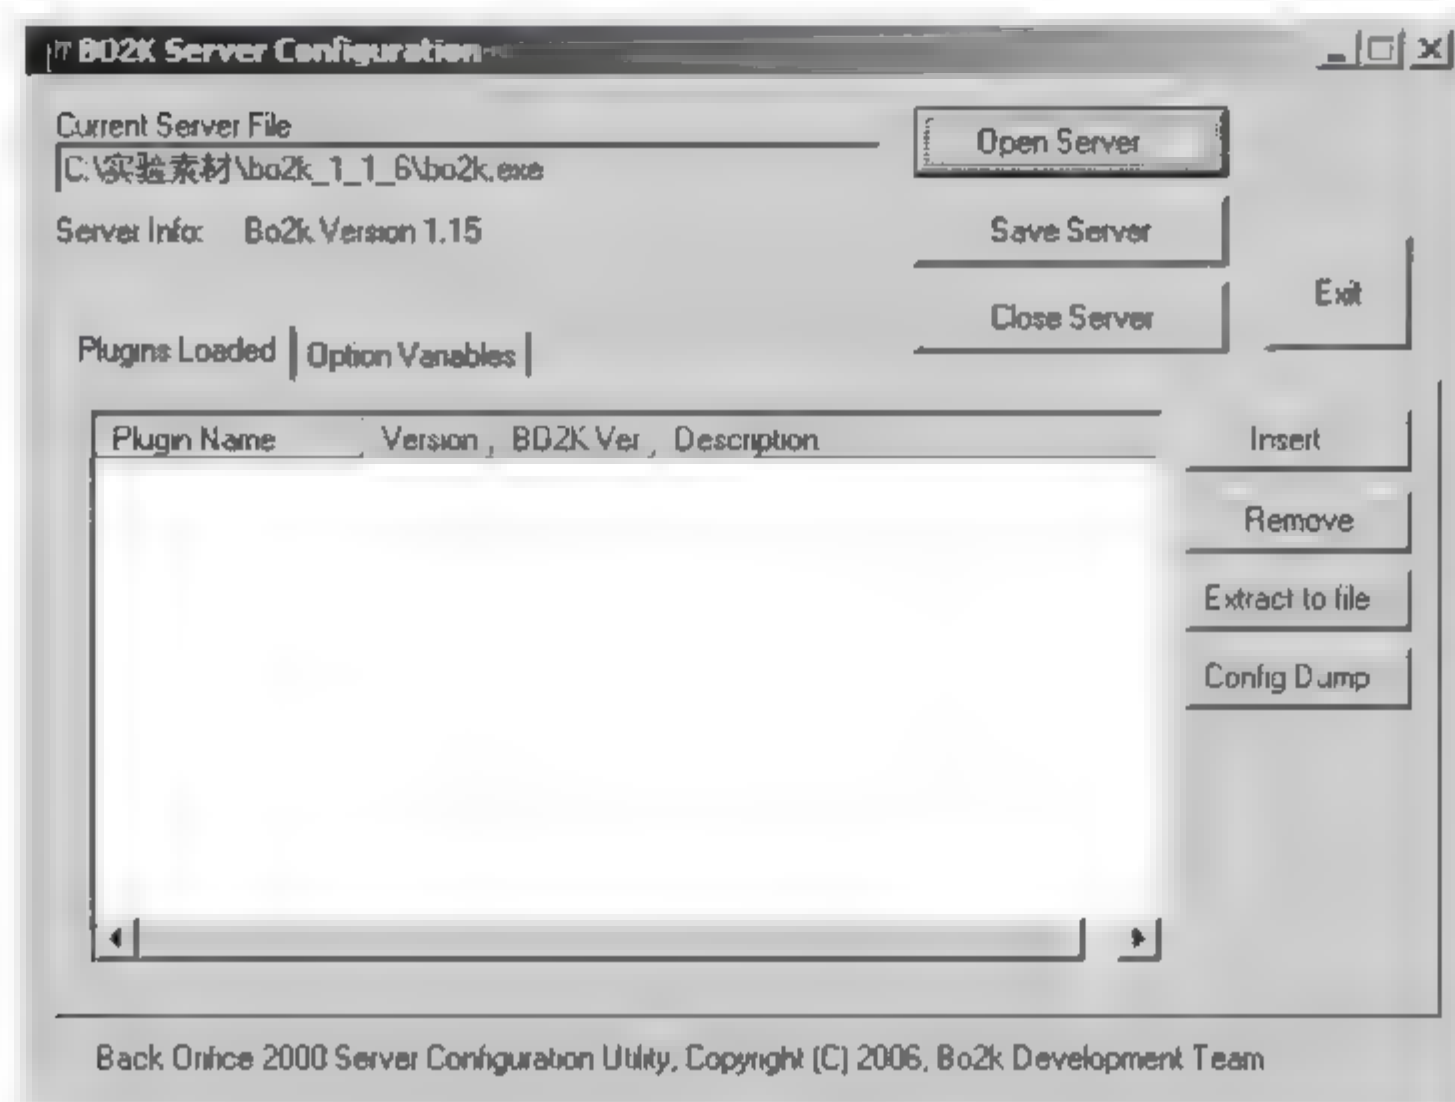 BO2K Server Configuration
Current Server File
Open Server
C:\实验素材\bo2k_1_1_6\bo2k.exe
Server Info: Bo2k Version 1.15
Save Server
Exit
Close Server
Plugins Loaded Option Variables
Plugin Name Version BO2K Ver Description
Insert
Remove
Extract to file
Config Dump
Back Orifice 2000 Server Configuration Utility, Copyright (C) 2006, Bo2k Development Team